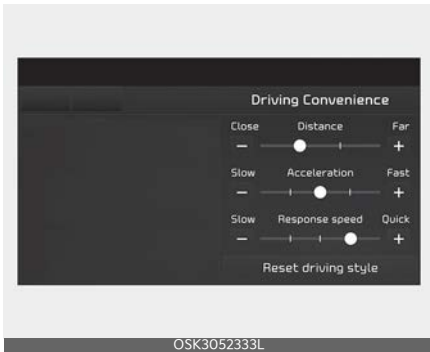 Driving Convenience
Close Distance Far
− +
Slow Acceleration Fast
− +
Slow Response speed Quick
− +
Reset driving style
OSK3052333L